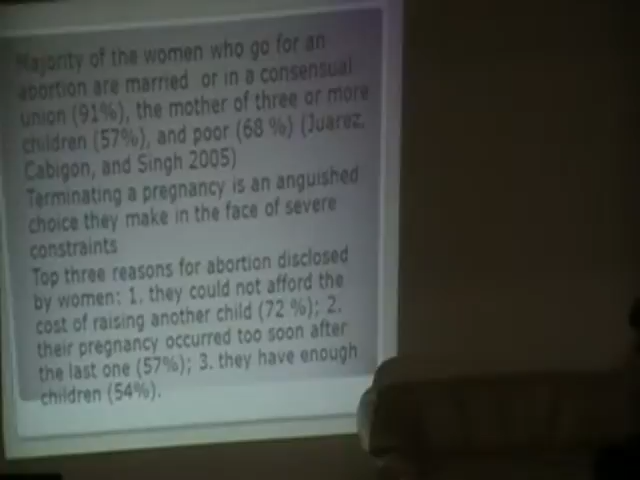 Majority of the women who go for an
abortion are married or in a consensual
union (91%), the mother of three or more
children (57%), and poor (68 %) (Juarez,
Cabigon, and Singh 2005)
Terminating a pregnancy is an anguished
choice they make in the face of severe
constraints
Top three reasons for abortion disclosed
by women: 1. they could not afford the
cost of raising another child (72 %); 2.
their pregnancy occurred too soon after
the last one (57%); 3. they have enough
children (54%).